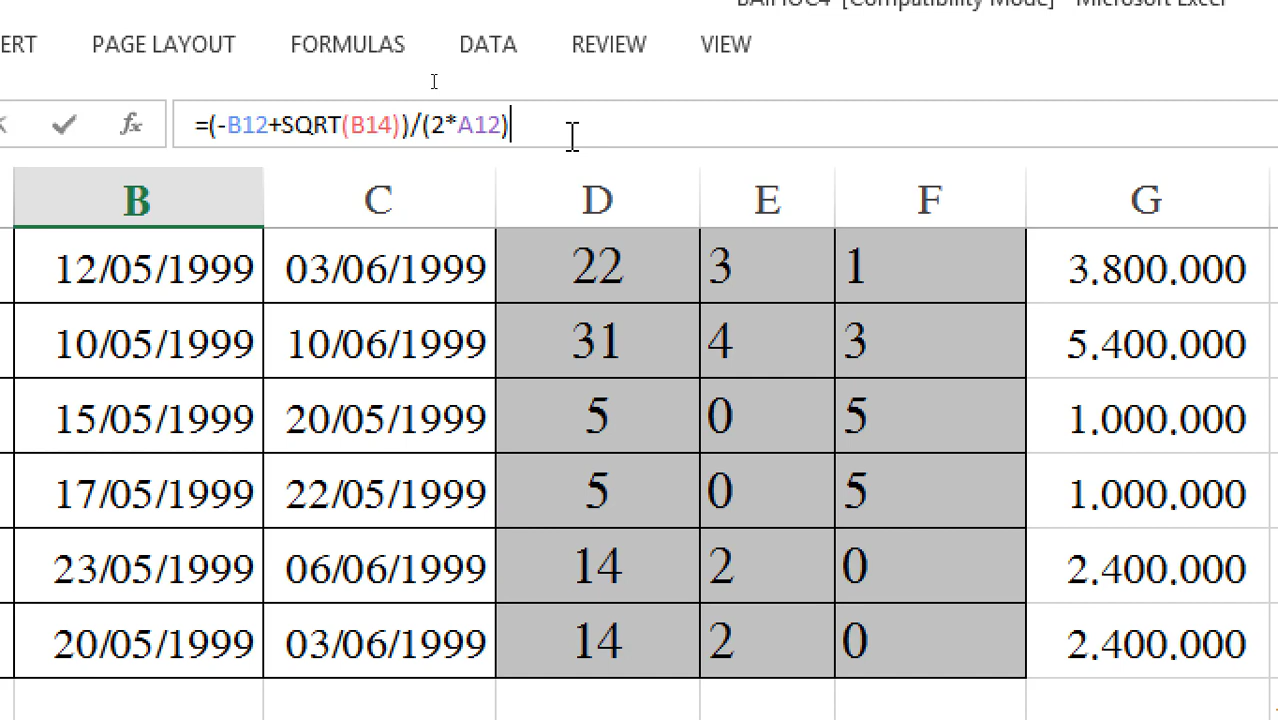 [Compatibility Mode] - Microsoft Excel
ERT PAGE LAYOUT FORMULAS DATA REVIEW VIEW
fx =(-B12+SQRT(B14))/(2*A12)
B C D E F G
12/05/1999 03/06/1999 22 3 1 3.800.000
10/05/1999 10/06/1999 31 4 3 5.400.000
15/05/1999 20/05/1999 5 0 5 1.000.000
17/05/1999 22/05/1999 5 0 5 1.000.000
23/05/1999 06/06/1999 14 2 0 2.400.000
20/05/1999 03/06/1999 14 2 0 2.400.000